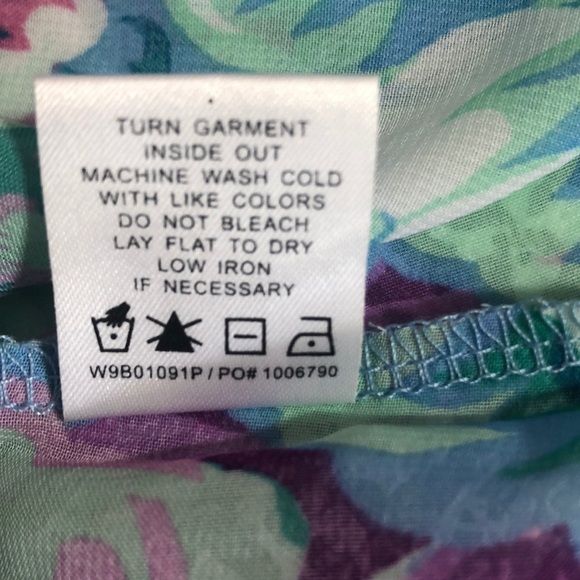 TURN GARMENT
INSIDE OUT
MACHINE WASH COLD
WITH LIKE COLORS
DO NOT BLEACH
LAY FLAT TO DRY
LOW IRON
IF NECESSARY
W9B01091P / PO# 1006790